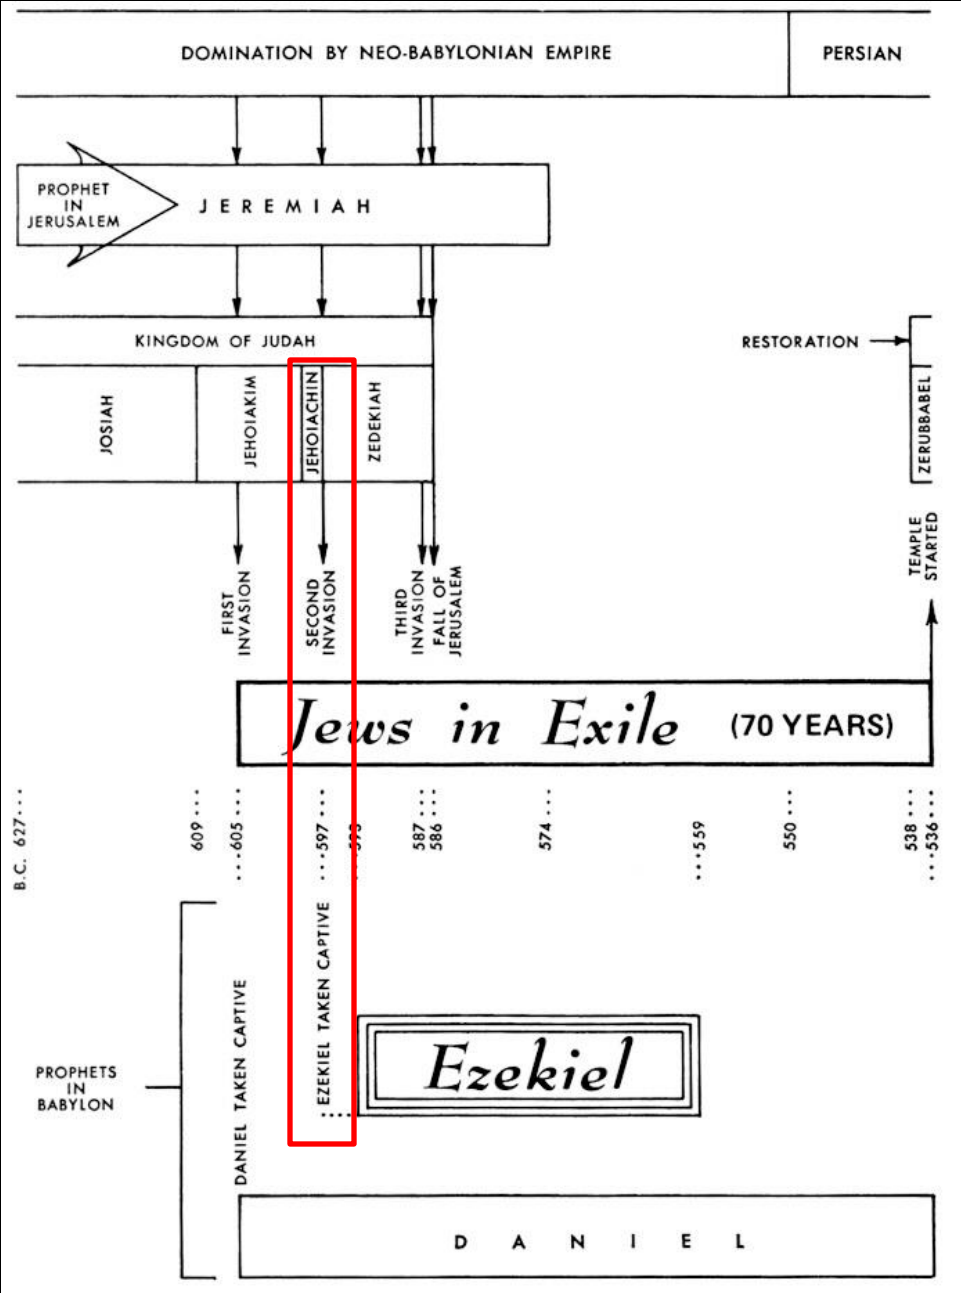 DOMINATION BY NEO-BABYLONIAN EMPIRE
PERSIAN
PROPHET
IN
JERUSALEM
JEREMIAH
KINGDOM OF JUDAH
RESTORATION
JOSIAH
JEHOIAKIM
JEHOIACHIN
ZEDEKIAH
ZERUBBABEL
FIRST
INVASION
SECOND
INVASION
THIRD
INVASION
FALL OF
JERUSALEM
TEMPLE
STARTED
Jews in Exile (70 YEARS)
B.C. 627...
609...
...605...
...597...
...593
587...
586...
574...
...559
550...
538...
...536...
PROPHETS
IN
BABYLON
DANIEL TAKEN CAPTIVE
EZEKIEL TAKEN CAPTIVE
Ezekiel
DANIEL